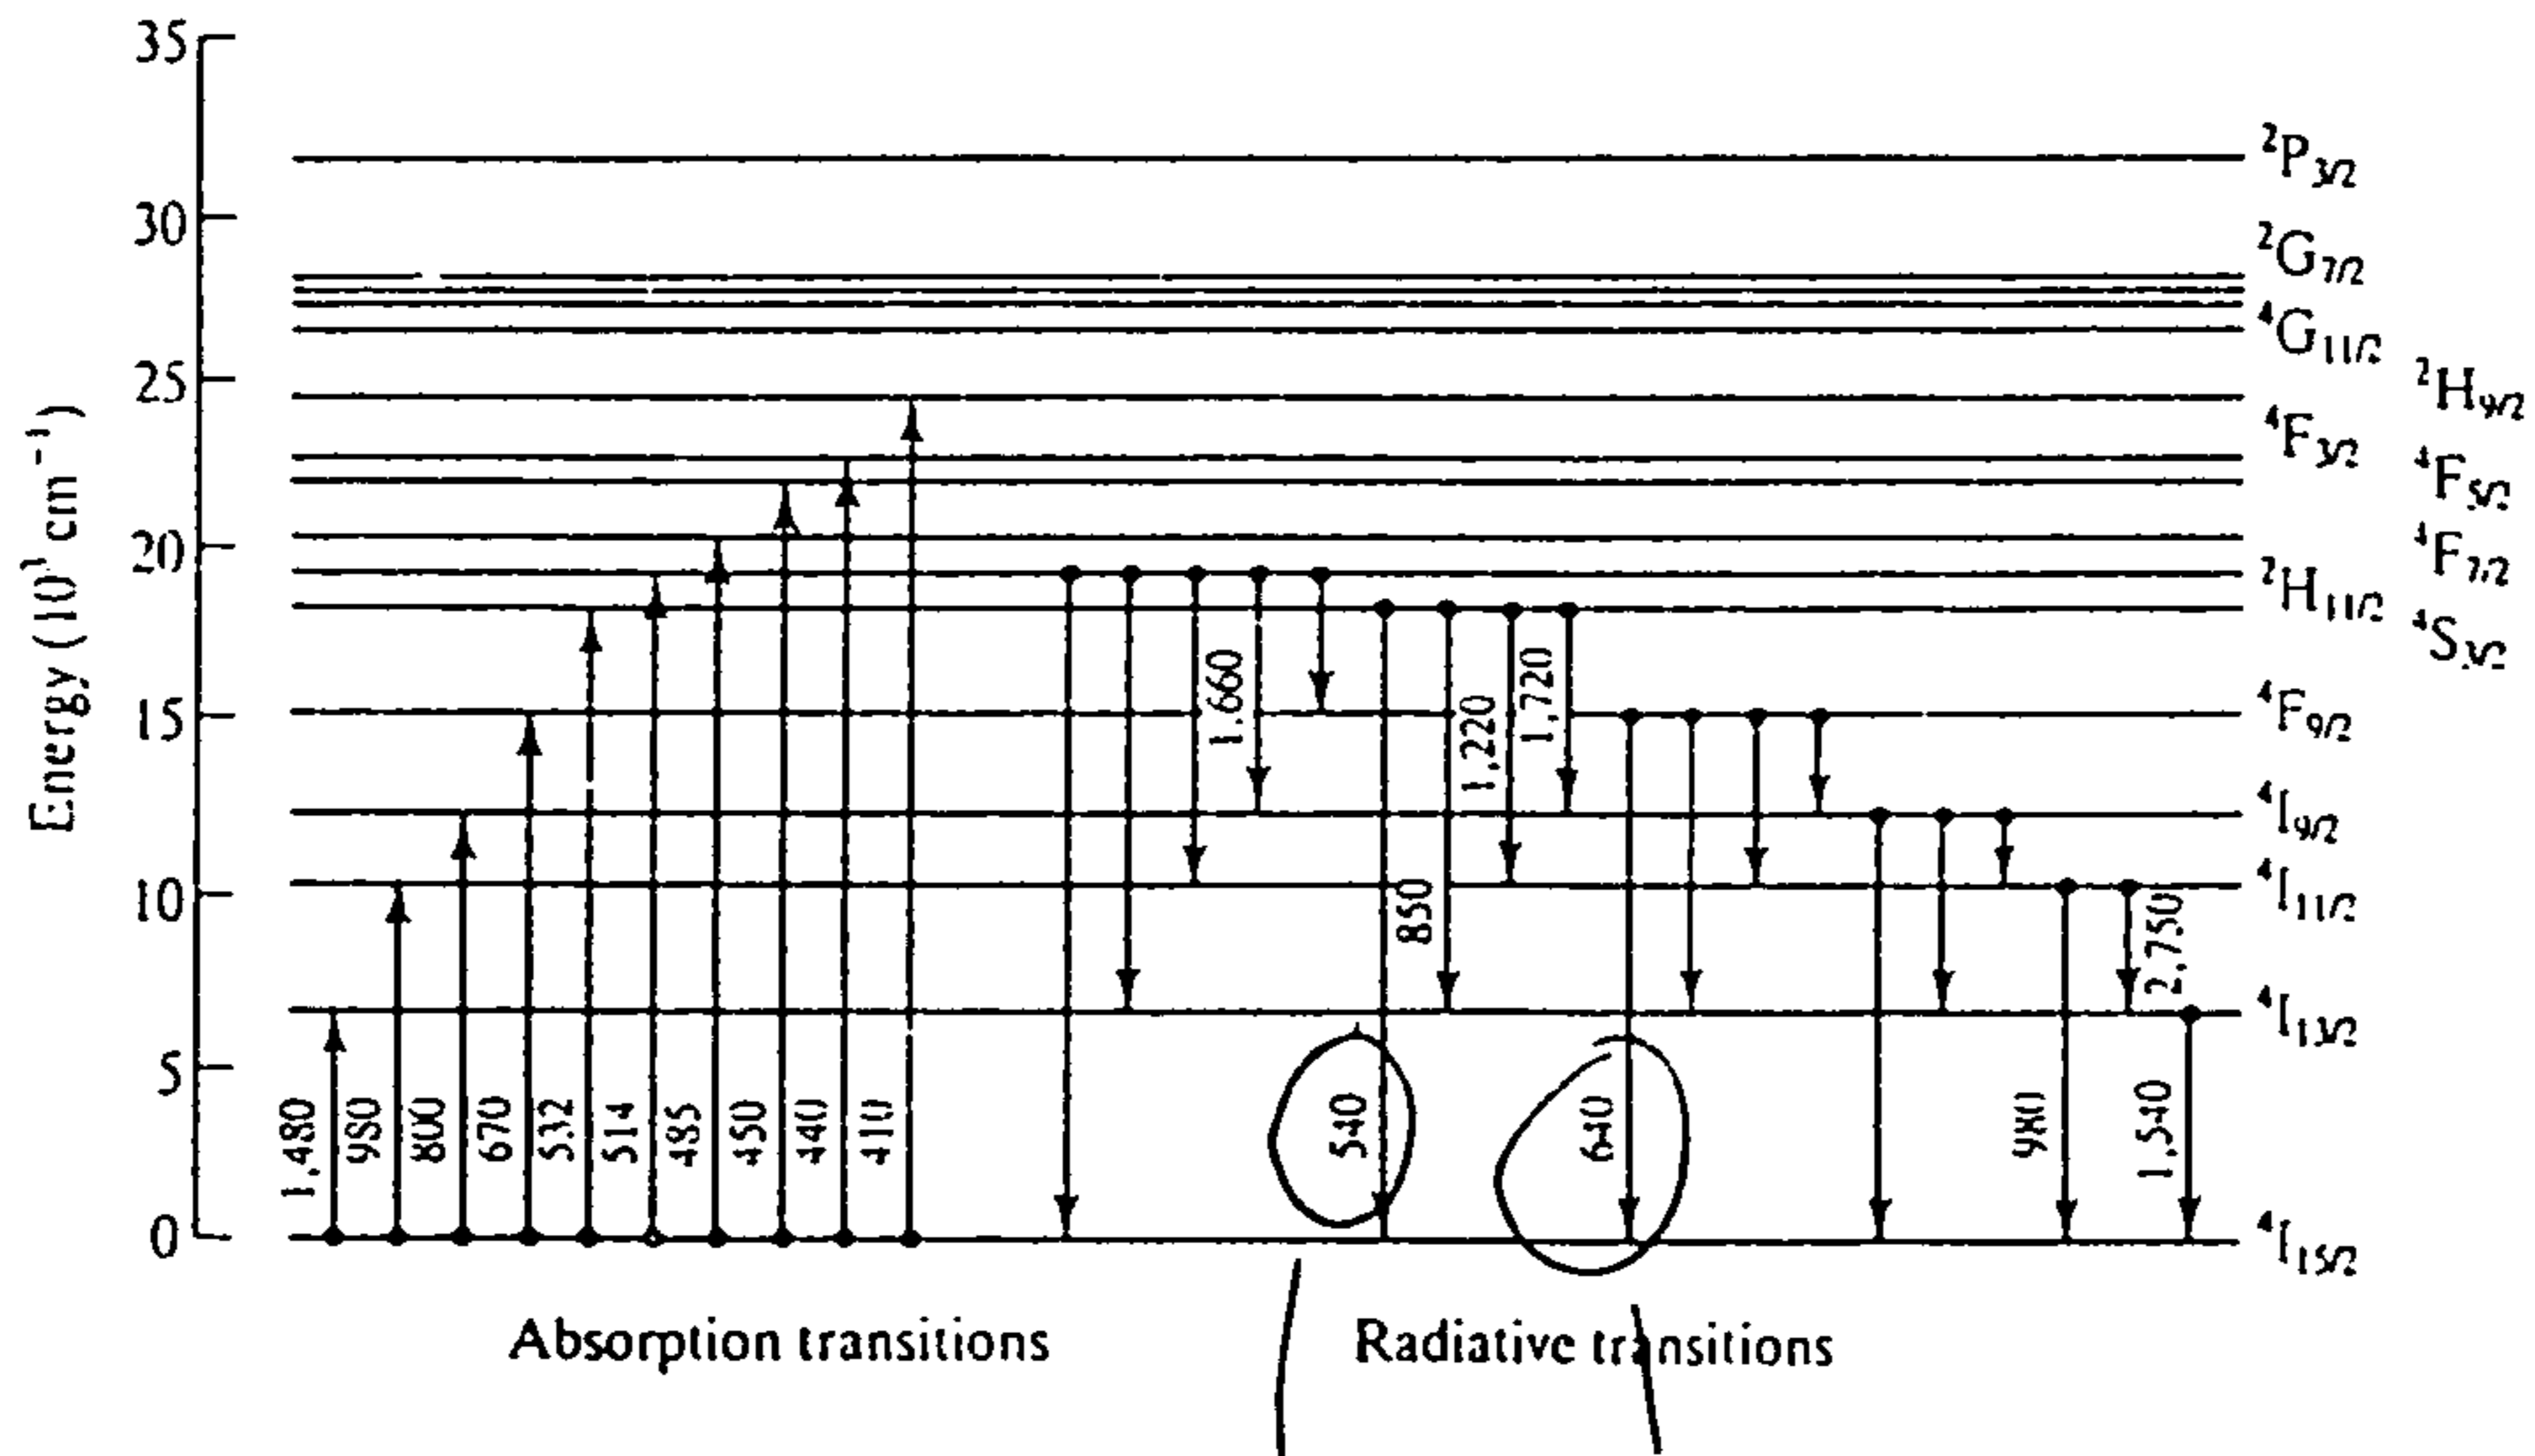 35
30
25
20
15
10
5
0
Energy (10³ cm⁻¹)
²P₃/₂
²G₇/₂
⁴G₁₁/₂
²H₉/₂
⁴F₃/₂
⁴F₅/₂
⁴F₇/₂
²H₁₁/₂
⁴S₃/₂
⁴F₉/₂
⁴I₉/₂
⁴I₁₁/₂
⁴I₁₃/₂
⁴I₁₅/₂
1,480
980
800
670
532
514
485
450
440
410
1,660
540
850
1,220
1,720
640
980
2,750
1,540
Absorption transitions
Radiative transitions